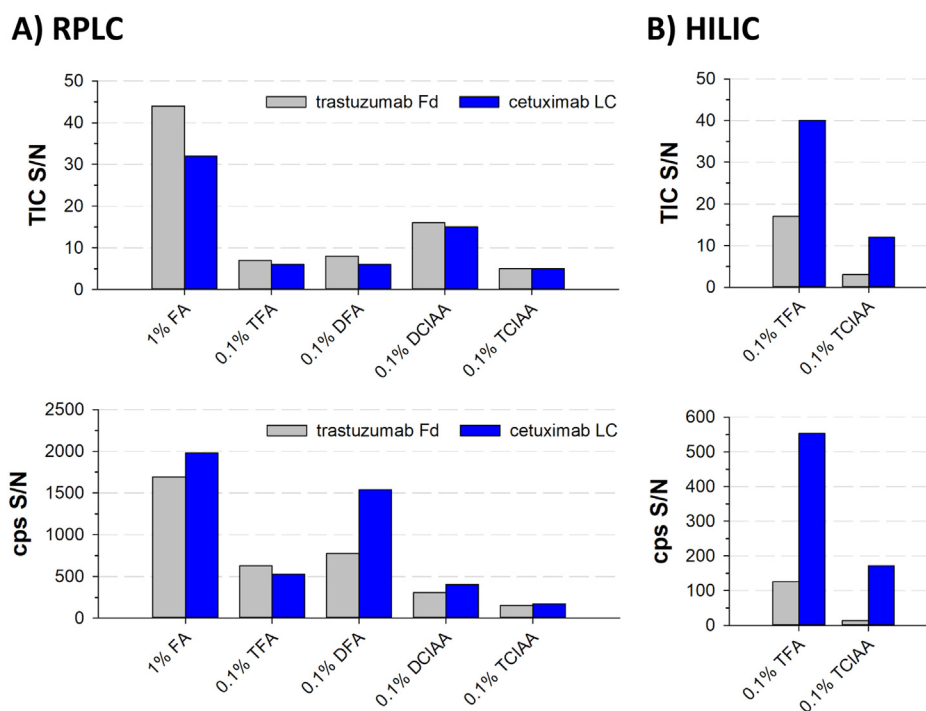 A) RPLC
B) HILIC
TIC S/N
50
40
30
20
10
0
trastuzumab Fd
cetuximab LC
1% FA
0.1% TFA
0.1% DFA
0.1% DClAA
0.1% TClAA
TIC S/N
50
40
30
20
10
0
0.1% TFA
0.1% TClAA
cps S/N
2500
2000
1500
1000
500
0
trastuzumab Fd
cetuximab LC
1% FA
0.1% TFA
0.1% DFA
0.1% DClAA
0.1% TClAA
cps S/N
600
500
400
300
200
100
0
0.1% TFA
0.1% TClAA